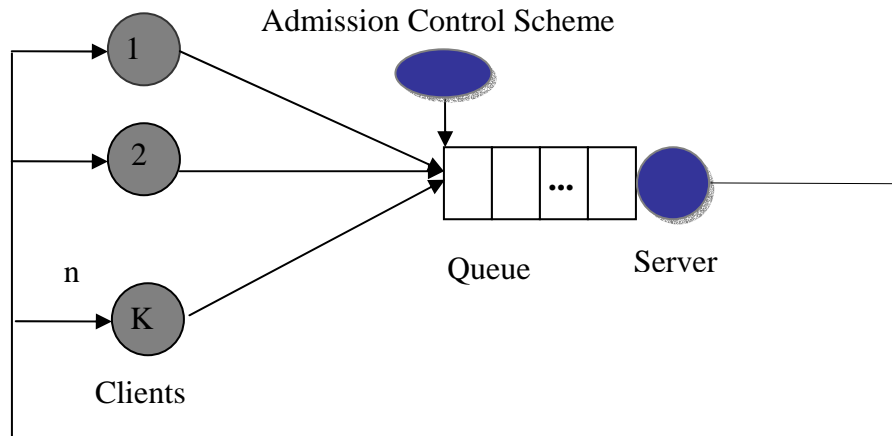 Admission Control Scheme
1
2
...
Queue
Server
n
K
Clients